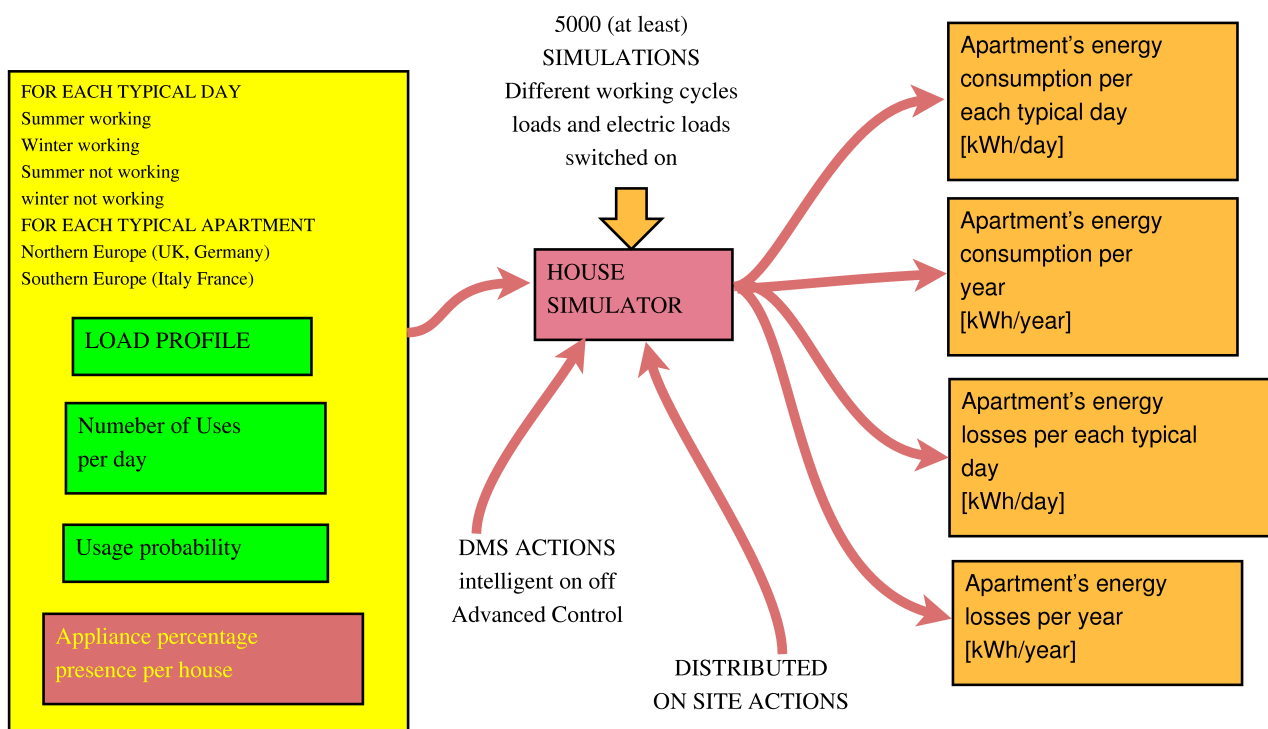 FOR EACH TYPICAL DAY
Summer working
Winter working
Summer not working
winter not working
FOR EACH TYPICAL APARTMENT
Northern Europe (UK, Germany)
Southern Europe (Italy France)
LOAD PROFILE
Numeber of Uses
per day
Usage probability
Appliance percentage
presence per house
5000 (at least)
SIMULATIONS
Different working cycles
loads and electric loads
switched on
HOUSE
SIMULATOR
DMS ACTIONS
intelligent on off
Advanced Control
DISTRIBUTED
ON SITE ACTIONS
Apartment's energy
consumption per
each typical day
[kWh/day]
Apartment's energy
consumption per
year
[kWh/year]
Apartment's energy
losses per each typical
day
[kWh/day]
Apartment's energy
losses per year
[kWh/year]